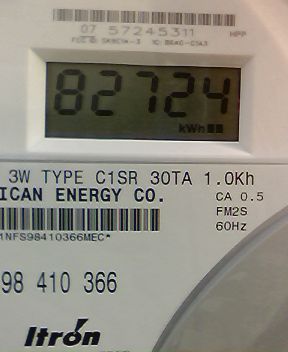 07 57245311 HPP
82724
kWh
3W TYPE C1SR 30TA 1.0Kh
ICAN ENERGY CO. CA 0.5
FM2S
60Hz
1NFS98410366MEC*
98 410 366
Itron